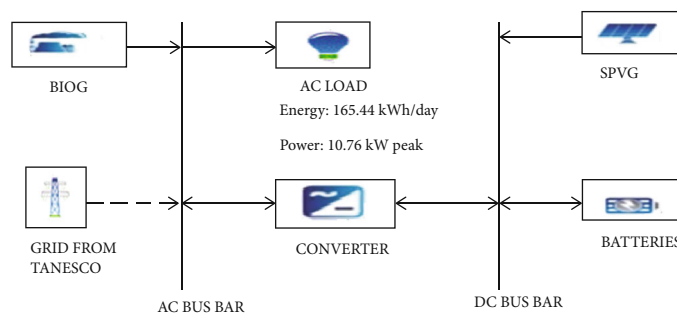 BIOG
AC LOAD
Energy: 165.44 kWh/day
Power: 10.76 kW peak
SPVG
GRID FROM
TANESCO
CONVERTER
BATTERIES
AC BUS BAR
DC BUS BAR